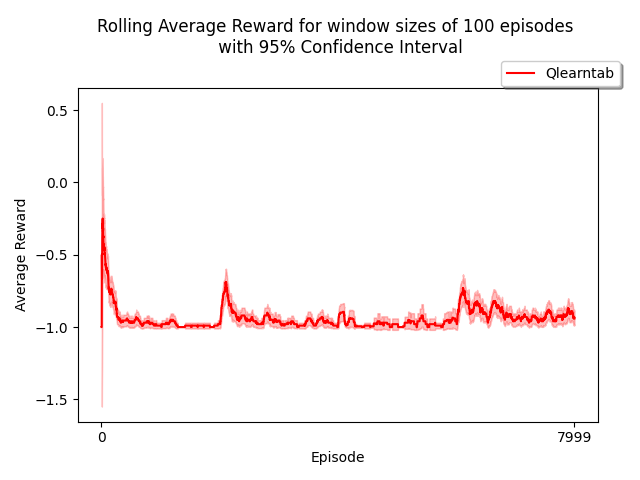 Rolling Average Reward for window sizes of 100 episodes
with 95% Confidence Interval
Qlearntab
0.5
0.0
−0.5
−1.0
−1.5
Average Reward
0
7999
Episode